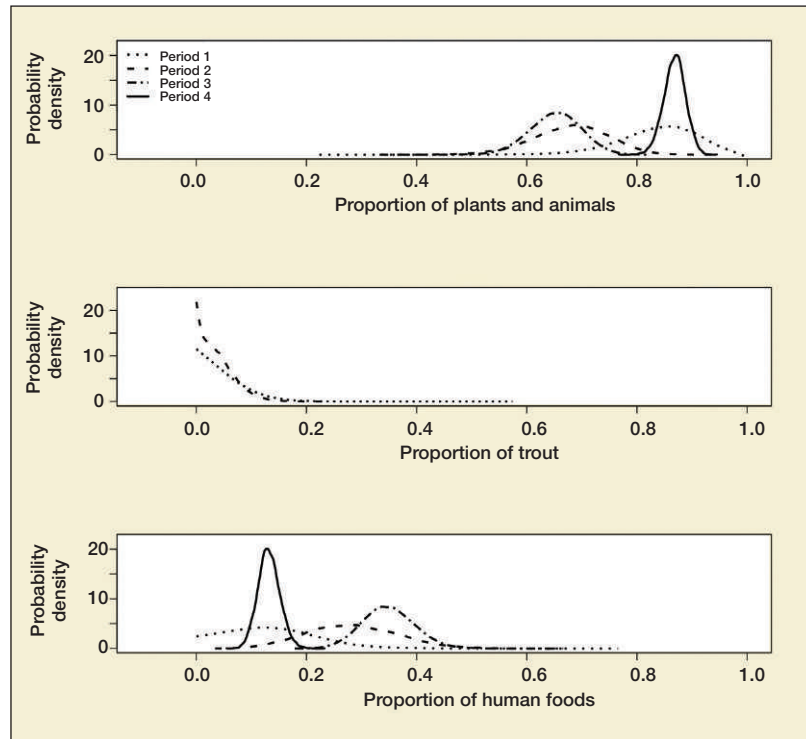 Probability
density
20
10
0
Period 1
Period 2
Period 3
Period 4
0.0 0.2 0.4 0.6 0.8 1.0
Proportion of plants and animals
Probability
density
20
10
0
0.0 0.2 0.4 0.6 0.8 1.0
Proportion of trout
Probability
density
20
10
0
0.0 0.2 0.4 0.6 0.8 1.0
Proportion of human foods